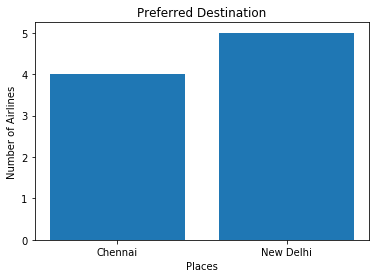 Preferred Destination
5
4
3
2
1
0
Number of Airlines
Chennai New Delhi
Places